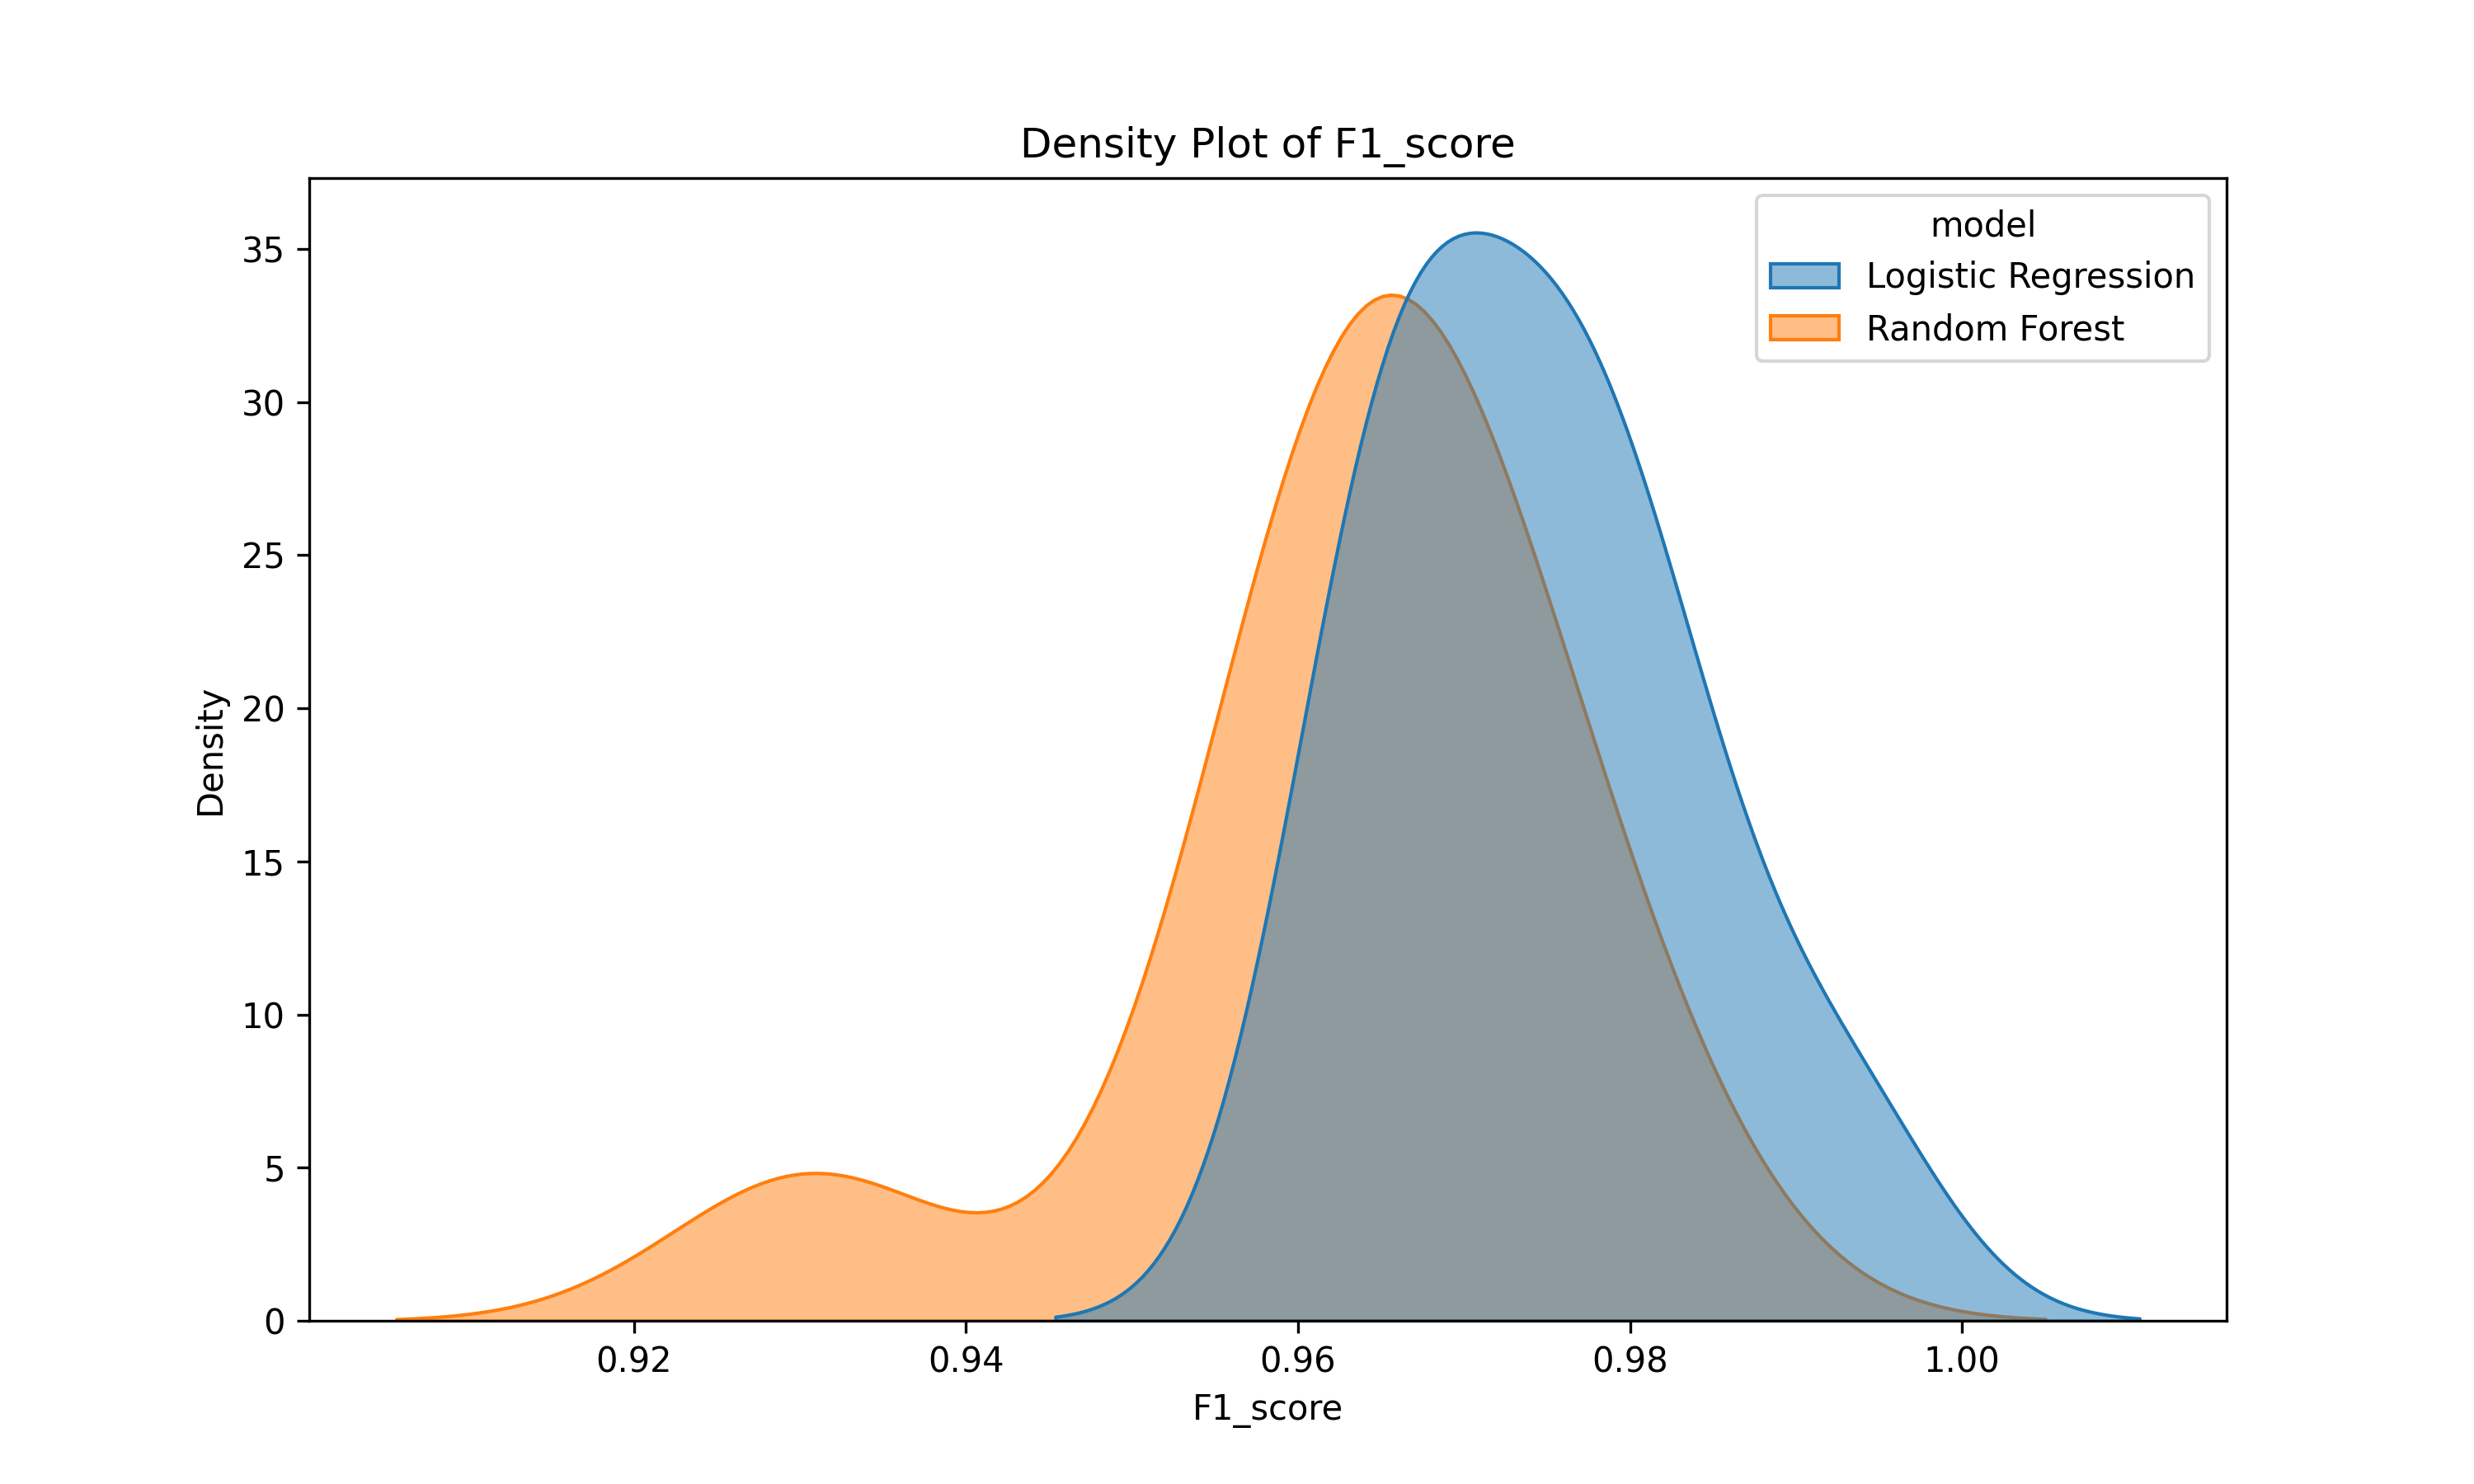 Density Plot of F1_score
model
Logistic Regression
Random Forest
35
30
25
20
15
10
5
0
Density
0.92 0.94 0.96 0.98 1.00
F1_score